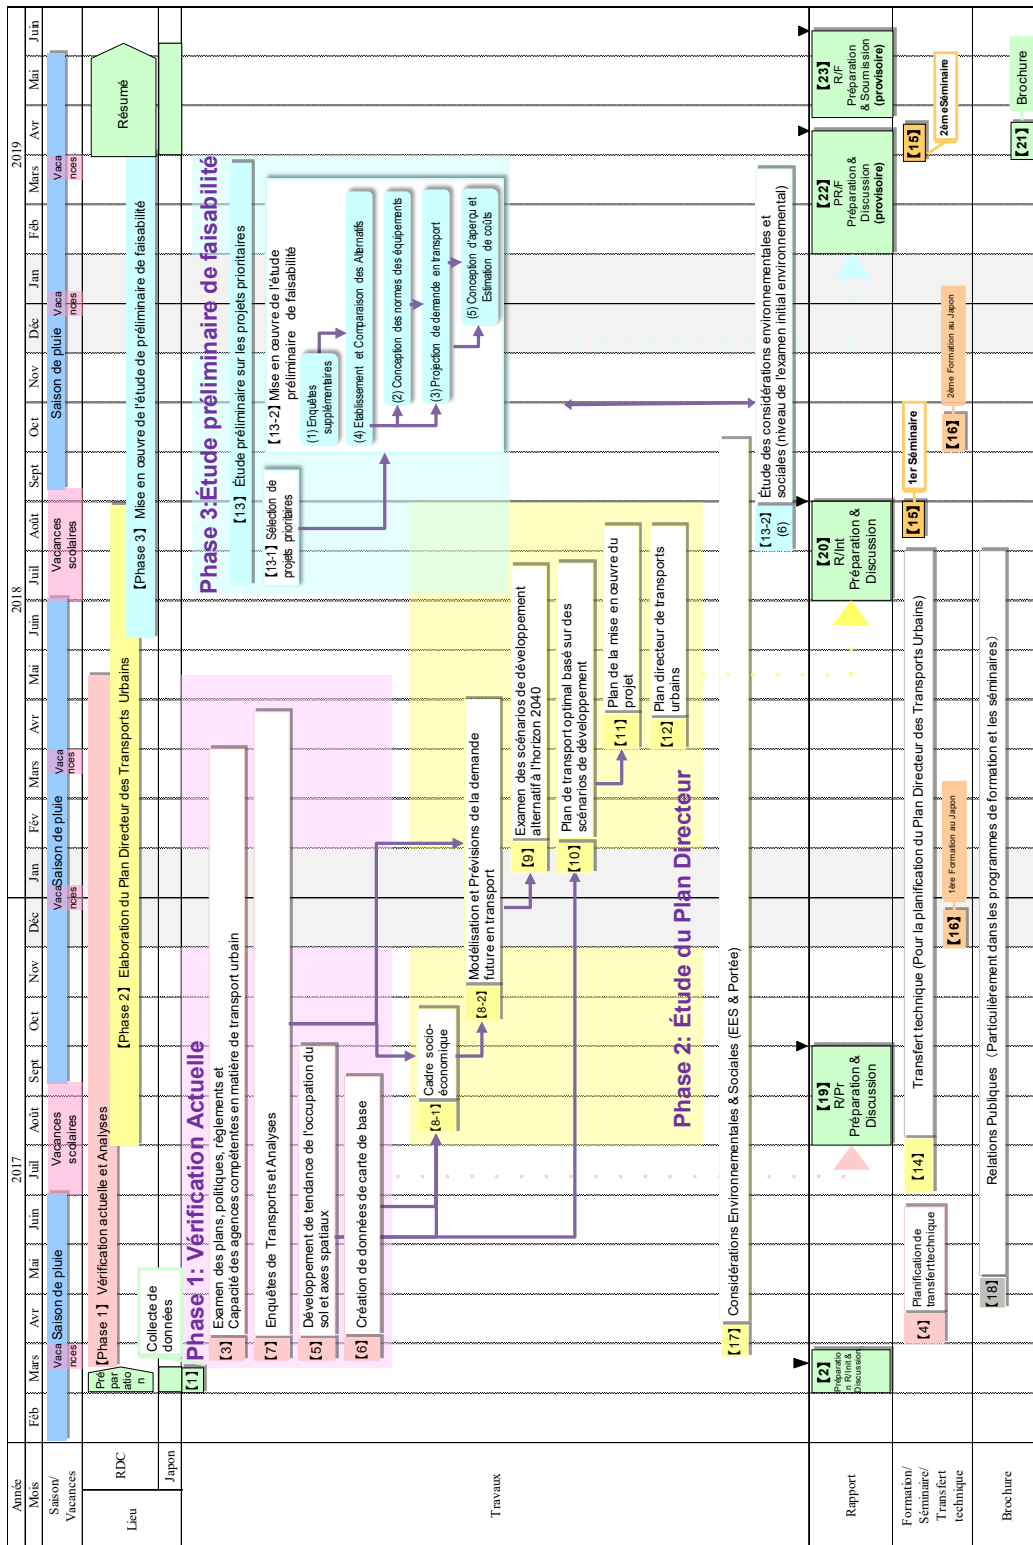 Année
2017
2018
2019
Mois
Féb
Mars
Avr
Mai
Juin
Juil
Août
Sept
Oct
Nov
Déc
Jan
Fév
Mars
Avr
Mai
Juin
Juil
Août
Sept
Oct
Nov
Déc
Jan
Féb
Mars
Avr
Mai
Juin
Saison/
Vacances
Vaca
nces
Saison de pluie
Vacances
scolaires
Vaca
nces
Saison de pluie
Vaca
nces
Vacances
scolaires
Saison de pluie
Vaca
nces
Vaca
nces
Lieu
RDC
Japon
Pré
par
atio
n
【Phase 1】 Vérification actuelle et Analyses
【Phase 2】 Elaboration du Plan Directeur des Transports Urbains
【Phase 3】 Mise en œuvre de l'étude de préliminaire de faisabilité
Résumé
Collecte de
données
Travaux
【1】
Phase 1: Vérification Actuelle
【3】
Examen des plans, politiques, règlements et
Capacité des agences compétentes en matière de transport urbain
【7】
Enquêtes de Transports et Analyses
【5】
Développement de tendance de l'occupation du
sol et axes spatiaux
【6】
Création de données de carte de base
【8-1】
Cadre socio-
économique
【8-2】
Modélisation et Prévisions de la demande
future en transport
【9】
Examen des scénarios de développement
alternatif à l'horizon 2040
【10】
Plan de transport optimal basé sur des
scénarios de développement
【11】
Plan de la mise en œuvre du
projet
【12】
Plan directeur de transports
urbains
Phase 2: Étude du Plan Directeur
Phase 3:Étude préliminaire de faisabilité
【13】 Étude préliminaire sur les projets prioritaires
【13-1】 Sélection de
projets prioritaires
【13-2】 Mise en œuvre de l'étude
préliminaire de faisabilité
(1) Enquêtes
supplémentaires
(4) Etablissement et Comparaison des Alternatifs
(2) Conception des normes des équipements
(3) Projection de demande en transport
(5) Conception d'aperçu et
Estimation de coûts
【17】
Considérations Environnementales & Sociales (EES & Portée)
【13-2】
(6)
Étude des considérations environnementales et
sociales (niveau de l'examen initial environnemental)
Rapport
【2】
Préparatio
n R/Init &
Discussion
【19】
R/Pr
Préparation &
Discussion
【20】
R/Int
Préparation &
Discussion
【22】
PR/F
Préparation &
Discussion
(provisoire)
【23】
R/F
Préparation
& Soumission
(provisoire)
Formation/
Séminaire/
Transfert
technique
【4】
Planification de
transfert technique
【14】
Transfert technique (Pour la planification du Plan Directeur des Transports Urbains)
【16】
1ère Formation au Japon
【15】
1er Séminaire
【16】
2ème Formation au Japon
【15】
2ème Séminaire
Brochure
【18】
Relations Publiques (Particulièrement dans les programmes de formation et les séminaires)
【21】
Brochure